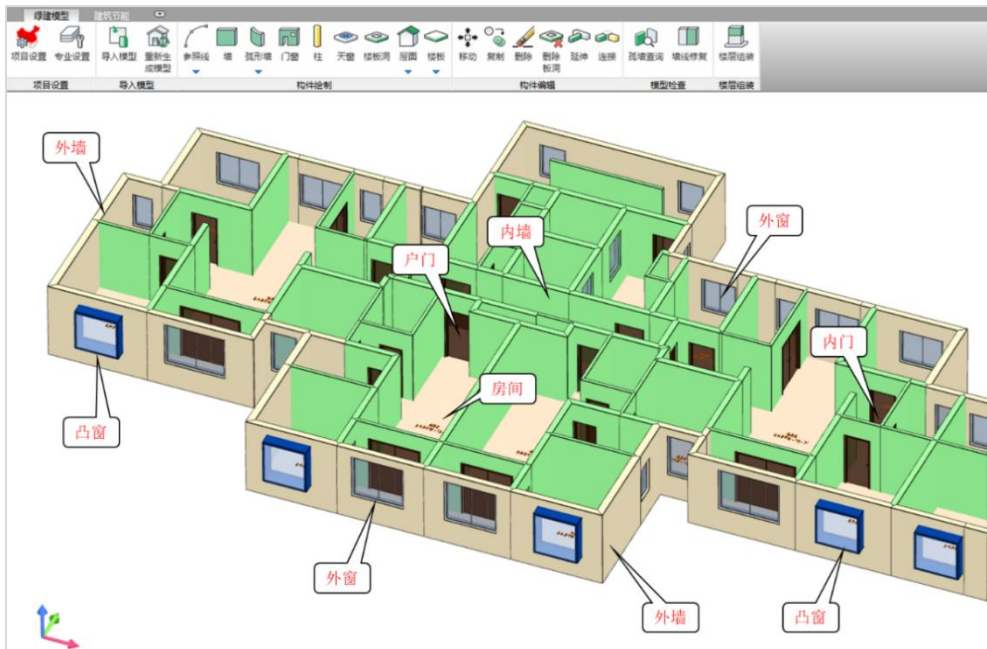 绿建模型 建筑节能
项目设置 专业设置 导入模型 重新生成模型 参照线 墙 弧形墙 门窗 柱 天窗 楼板洞 屋面 楼板 移动 复制 删除 删除板洞 延伸 连接 孤墙查询 墙线修复 楼层组装
项目设置 导入模型 构件绘制 构件编辑 模型检查 楼层组装
外墙
外窗
内墙
户门
内门
房间
凸窗
外窗
外墙
凸窗